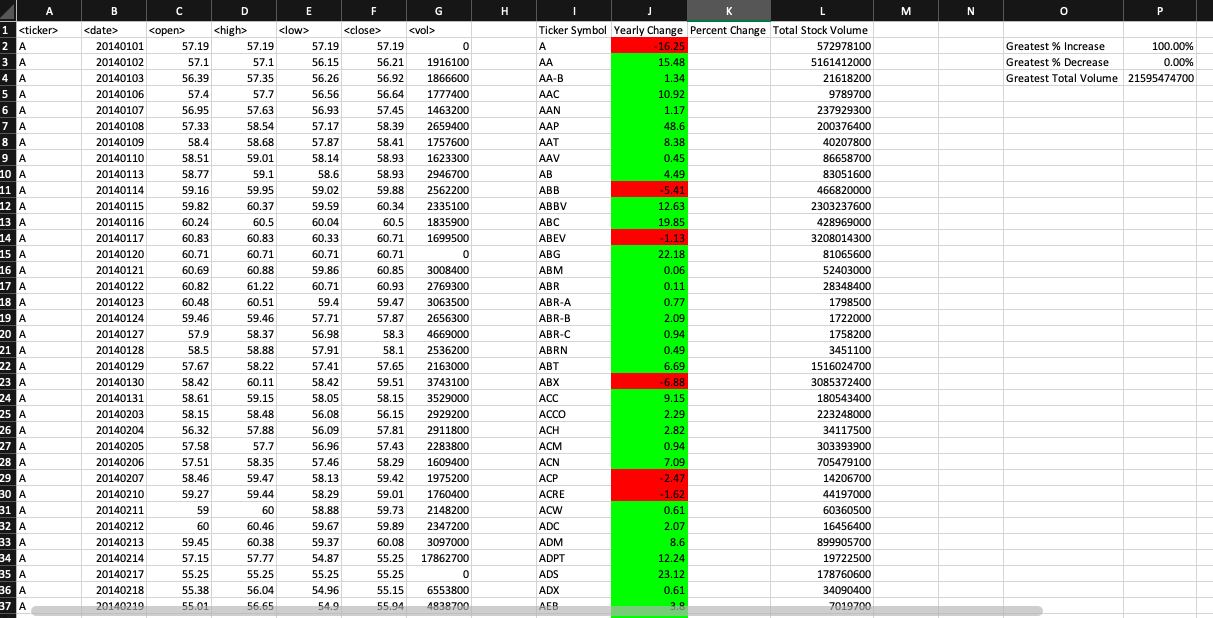 A B C D E F G H I J K L M N O P
1 <ticker> <date> <open> <high> <low> <close> <vol> Ticker Symbol Yearly Change Percent Change Total Stock Volume
2 A 20140101 57.19 57.19 57.19 57.19 0 A -16.25 572978100 Greatest % Increase 100.00%
3 A 20140102 57.1 57.1 56.15 56.21 1916100 AA 15.48 5161412000 Greatest % Decrease 0.00%
4 A 20140103 56.39 57.35 56.26 56.92 1866600 AA-B 1.34 21618200 Greatest Total Volume 21595474700
5 A 20140106 57.4 57.7 56.56 56.64 1777400 AAC 10.92 9789700
6 A 20140107 56.95 57.63 56.93 57.45 1463200 AAN 1.17 237929300
7 A 20140108 57.33 58.54 57.17 58.39 2659400 AAP 48.6 200376400
8 A 20140109 58.4 58.68 57.87 58.41 1757600 AAT 8.38 40207800
9 A 20140110 58.51 59.01 58.14 58.93 1623300 AAV 0.45 86658700
10 A 20140113 58.77 59.1 58.6 58.93 2946700 AB 4.49 83051600
11 A 20140114 59.16 59.95 59.02 59.88 2562200 ABB -5.41 466820000
12 A 20140115 59.82 60.37 59.59 60.34 2335100 ABBV 12.63 2303237600
13 A 20140116 60.24 60.5 60.04 60.5 1835900 ABC 19.85 428969000
14 A 20140117 60.83 60.83 60.33 60.71 1699500 ABEV -1.13 3208014300
15 A 20140120 60.71 60.71 60.71 60.71 0 ABG 22.18 81065600
16 A 20140121 60.69 60.88 59.86 60.85 3008400 ABM 0.06 52403000
17 A 20140122 60.82 61.22 60.71 60.93 2769300 ABR 0.11 28348400
18 A 20140123 60.48 60.51 59.4 59.47 3063500 ABR-A 0.77 1798500
19 A 20140124 59.46 59.46 57.71 57.87 2656300 ABR-B 2.09 1722000
20 A 20140127 57.9 58.37 56.98 58.3 4669000 ABR-C 0.94 1758200
21 A 20140128 58.5 58.88 57.91 58.1 2536200 ABRN 0.49 3451100
22 A 20140129 57.67 58.22 57.41 57.65 2163000 ABT 6.69 1516024700
23 A 20140130 58.42 60.11 58.42 59.51 3743100 ABX -6.88 3085372400
24 A 20140131 58.61 59.15 58.05 58.15 3529000 ACC 9.15 180543400
25 A 20140203 58.15 58.48 56.08 56.15 2929200 ACCO 2.29 223248000
26 A 20140204 56.32 57.88 56.09 57.81 2911800 ACH 2.82 34117500
27 A 20140205 57.58 57.7 56.96 57.43 2283800 ACM 0.94 303393900
28 A 20140206 57.51 58.35 57.46 58.29 1609400 ACN 7.09 705479100
29 A 20140207 58.46 59.47 58.13 59.42 1975200 ACP -2.47 14206700
30 A 20140210 59.27 59.44 58.29 59.01 1760400 ACRE -1.62 44197000
31 A 20140211 59 60 58.88 59.73 2148200 ACW 0.61 60360500
32 A 20140212 60 60.46 59.67 59.89 2347200 ADC 2.07 16456400
33 A 20140213 59.45 60.38 59.37 60.08 3097000 ADM 8.6 899905700
34 A 20140214 57.15 57.77 54.87 55.25 17862700 ADPT 12.24 19722500
35 A 20140217 55.25 55.25 55.25 55.25 0 ADS 23.12 178760600
36 A 20140218 55.38 56.04 54.96 55.15 6553800 ADX 0.61 34090400
37 A 20140219 55.01 56.65 54.9 55.94 4838700 AEB 3.8 7019700